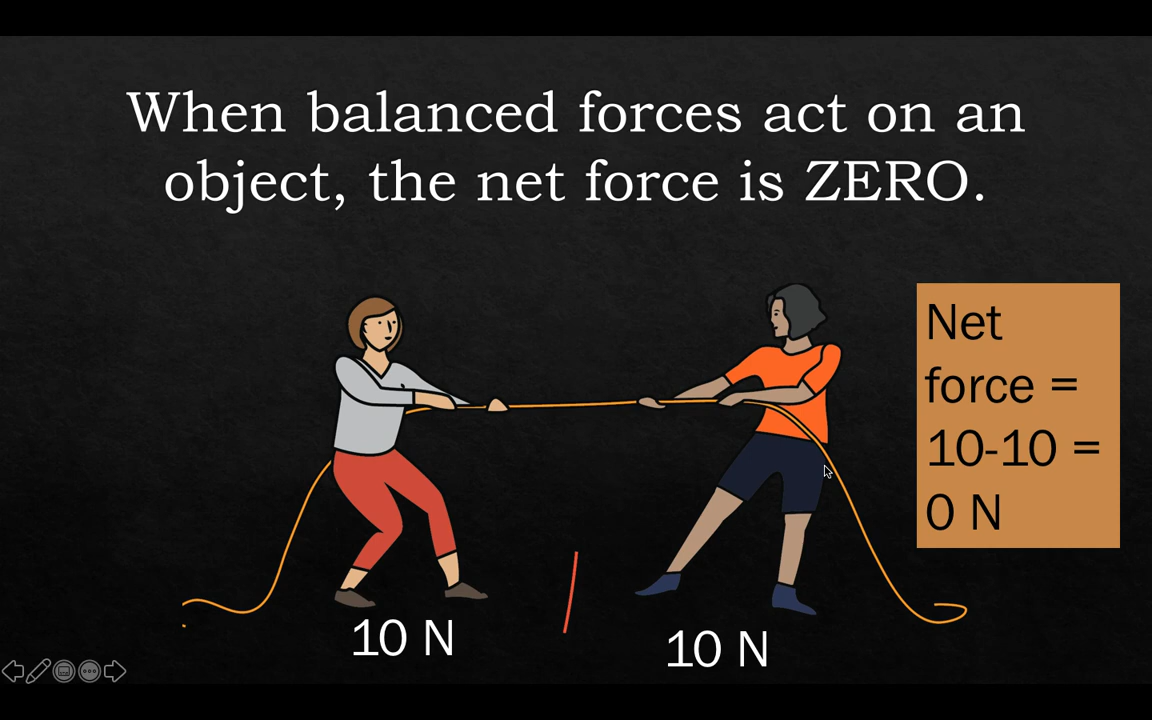 When balanced forces act on an
object, the net force is ZERO.
Net
force =
10-10 =
0 N
10 N
10 N